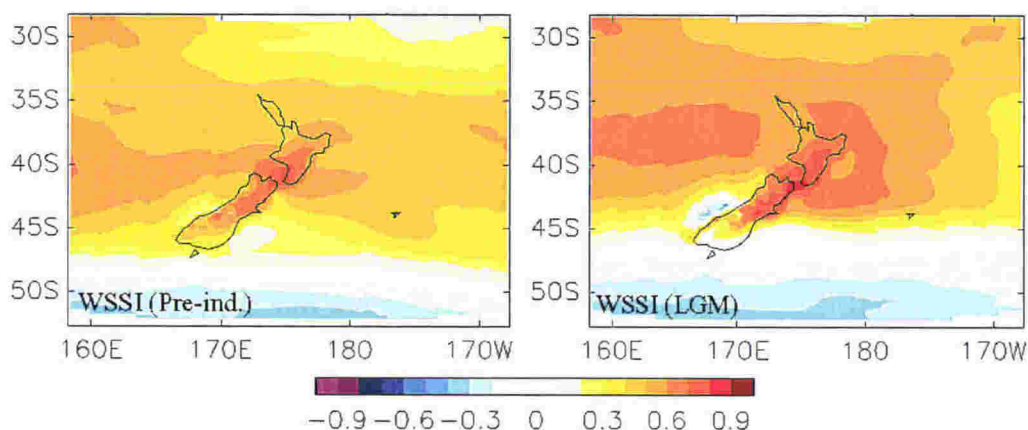 30S
35S
40S
45S
50S
WSSI (Pre-ind.)
160E 170E 180 170W
30S
35S
40S
45S
50S
WSSI (LGM)
160E 170E 180 170W
−0.9 −0.6 −0.3 0 0.3 0.6 0.9